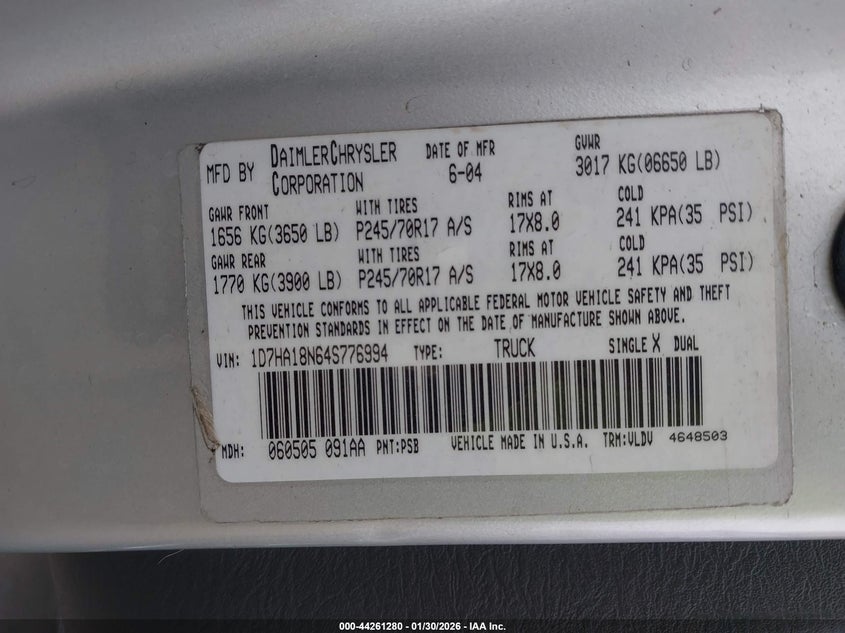 MFD BY DAIMLERCHRYSLER CORPORATION DATE OF MFR 6-04 GVWR 3017 KG(06650 LB)
GAWR FRONT WITH TIRES RIMS AT COLD
1656 KG(3650 LB) P245/70R17 A/S 17X8.0 241 KPA(35 PSI)
GAWR REAR WITH TIRES RIMS AT COLD
1770 KG(3900 LB) P245/70R17 A/S 17X8.0 241 KPA(35 PSI)
THIS VEHICLE CONFORMS TO ALL APPLICABLE FEDERAL MOTOR VEHICLE SAFETY AND THEFT
PREVENTION STANDARDS IN EFFECT ON THE DATE OF MANUFACTURE SHOWN ABOVE.
VIN: 1D7HA18N64S776994 TYPE: TRUCK SINGLE X DUAL
MDH: 060505 091AA PNT:PSB VEHICLE MADE IN U.S.A. TRM:VLDV 4648503
000-44261280 - 01/30/2026 - IAA Inc.